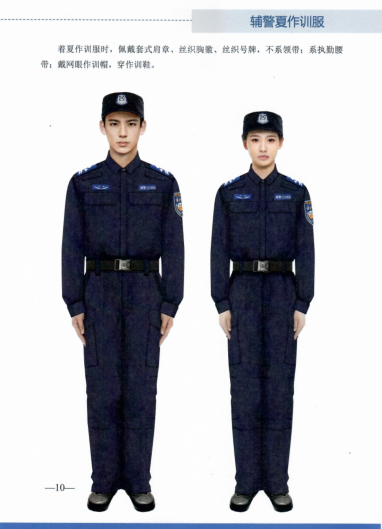 辅警夏作训服
着夏作训服时，佩戴套式肩章、丝织胸徽、丝织号牌，不系领带；系执勤腰
带；戴网眼作训帽，穿作训鞋。
—10—